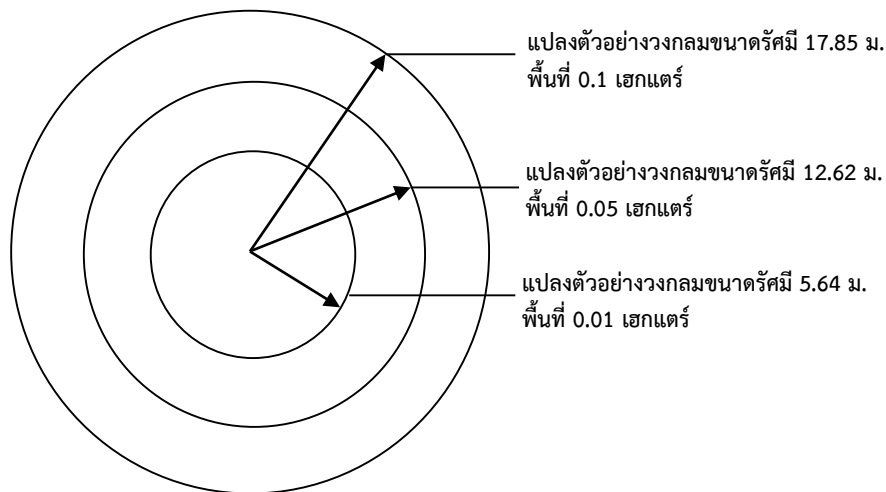 แปลงตัวอย่างวงกลมขนาดรัศมี 17.85 ม.
พื้นที่ 0.1 เฮกแตร์
แปลงตัวอย่างวงกลมขนาดรัศมี 12.62 ม.
พื้นที่ 0.05 เฮกแตร์
แปลงตัวอย่างวงกลมขนาดรัศมี 5.64 ม.
พื้นที่ 0.01 เฮกแตร์